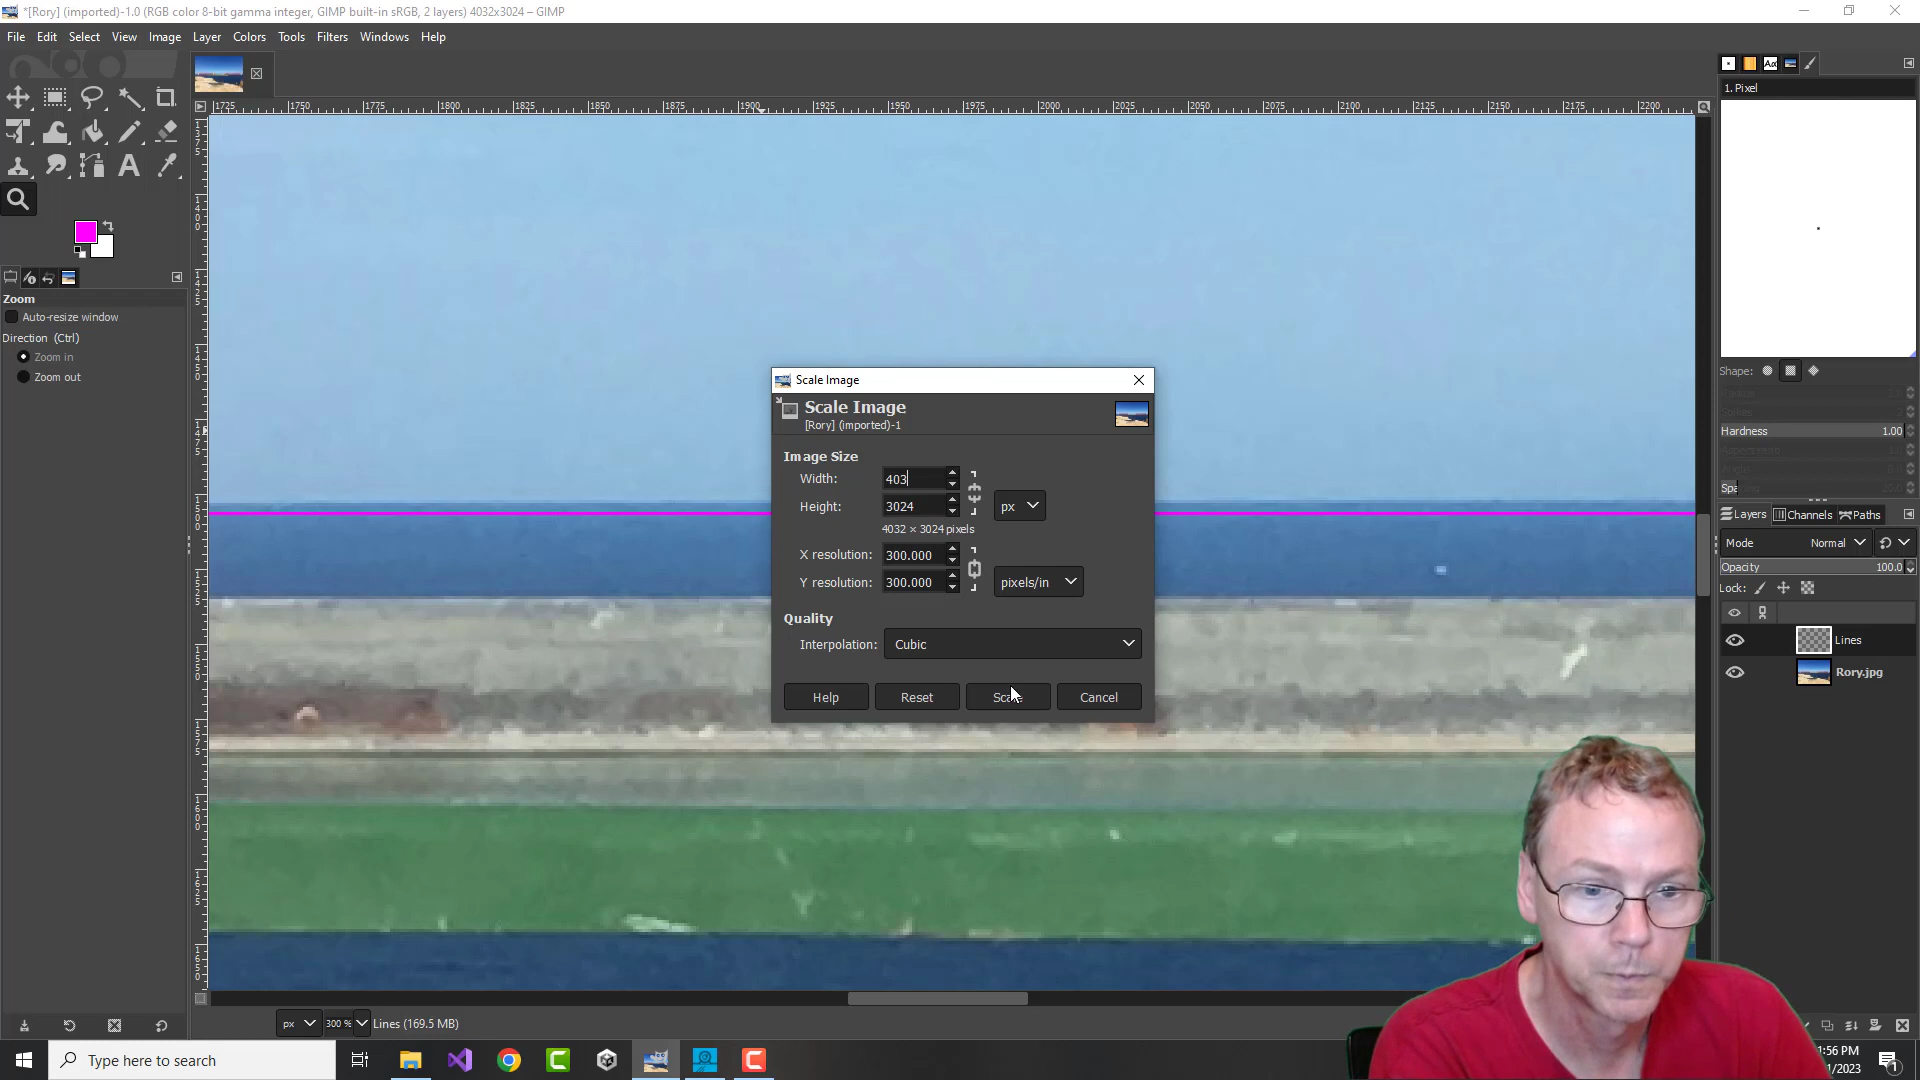 *[Rory] (imported)-1.0 (RGB color 8-bit gamma integer, GIMP built-in sRGB, 2 layers) 4032x3024 – GIMP
File Edit Select View Image Layer Colors Tools Filters Windows Help
1725 1750 1775 1800 1825 1850 1875 1900 1925 1950 1975 2000 2025 2050 2075 2100 2125 2150 2175 2200
1. Pixel
Zoom
Auto-resize window
Direction (Ctrl)
Zoom in
Zoom out
Scale Image
Scale Image
[Rory] (imported)-1
Image Size
Width: 403
Height: 3024 px
4032 × 3024 pixels
X resolution: 300.000
Y resolution: 300.000 pixels/in
Quality
Interpolation: Cubic
Help Reset Cancel
Shape:
Hardness 1.00
Layers Channels Paths
Mode Normal
Opacity 100.0
Lock:
Lines
Rory.jpg
px 300 % Lines (169.5 MB)
Type here to search